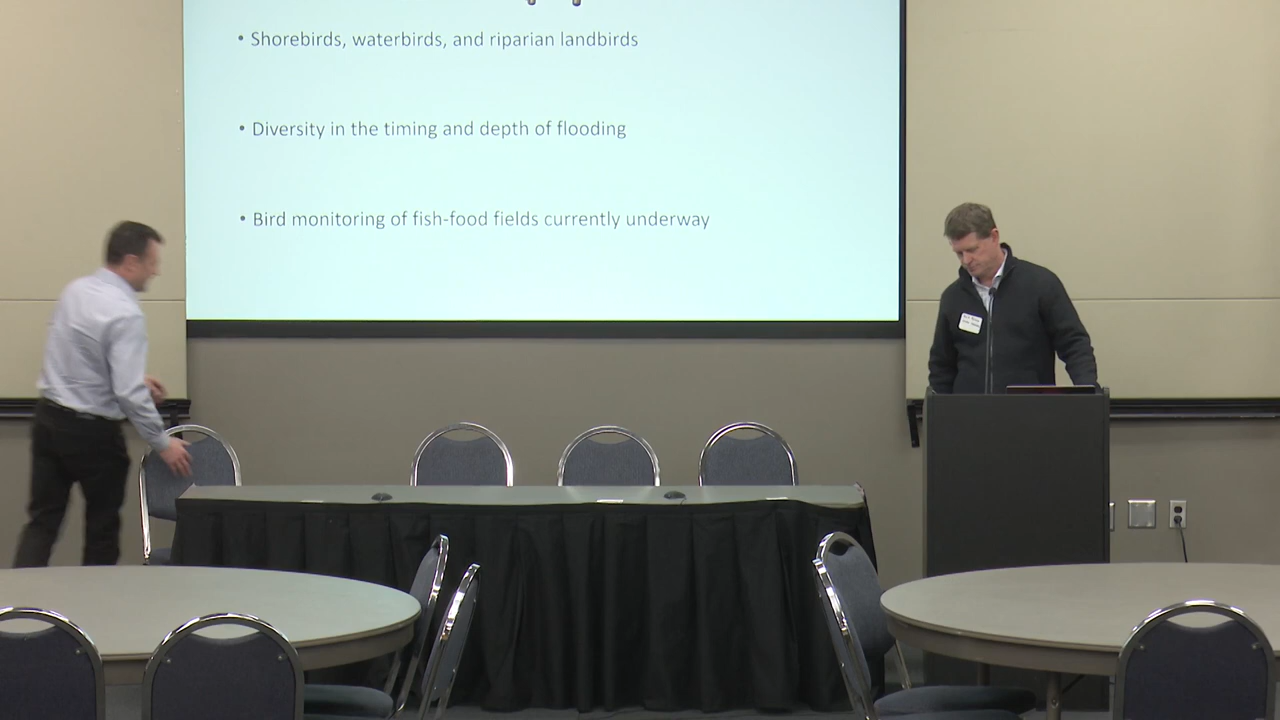 • Shorebirds, waterbirds, and riparian landbirds
• Diversity in the timing and depth of flooding
• Bird monitoring of fish-food fields currently underway